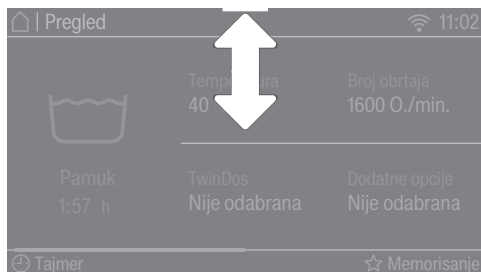 | Pregled 11:02
Temperatura Broj obrtaja
40 1600 O./min.
Pamuk TwinDos Dodatne opcije
1:57 h Nije odabrana Nije odabrana
Tajmer Memorisanje